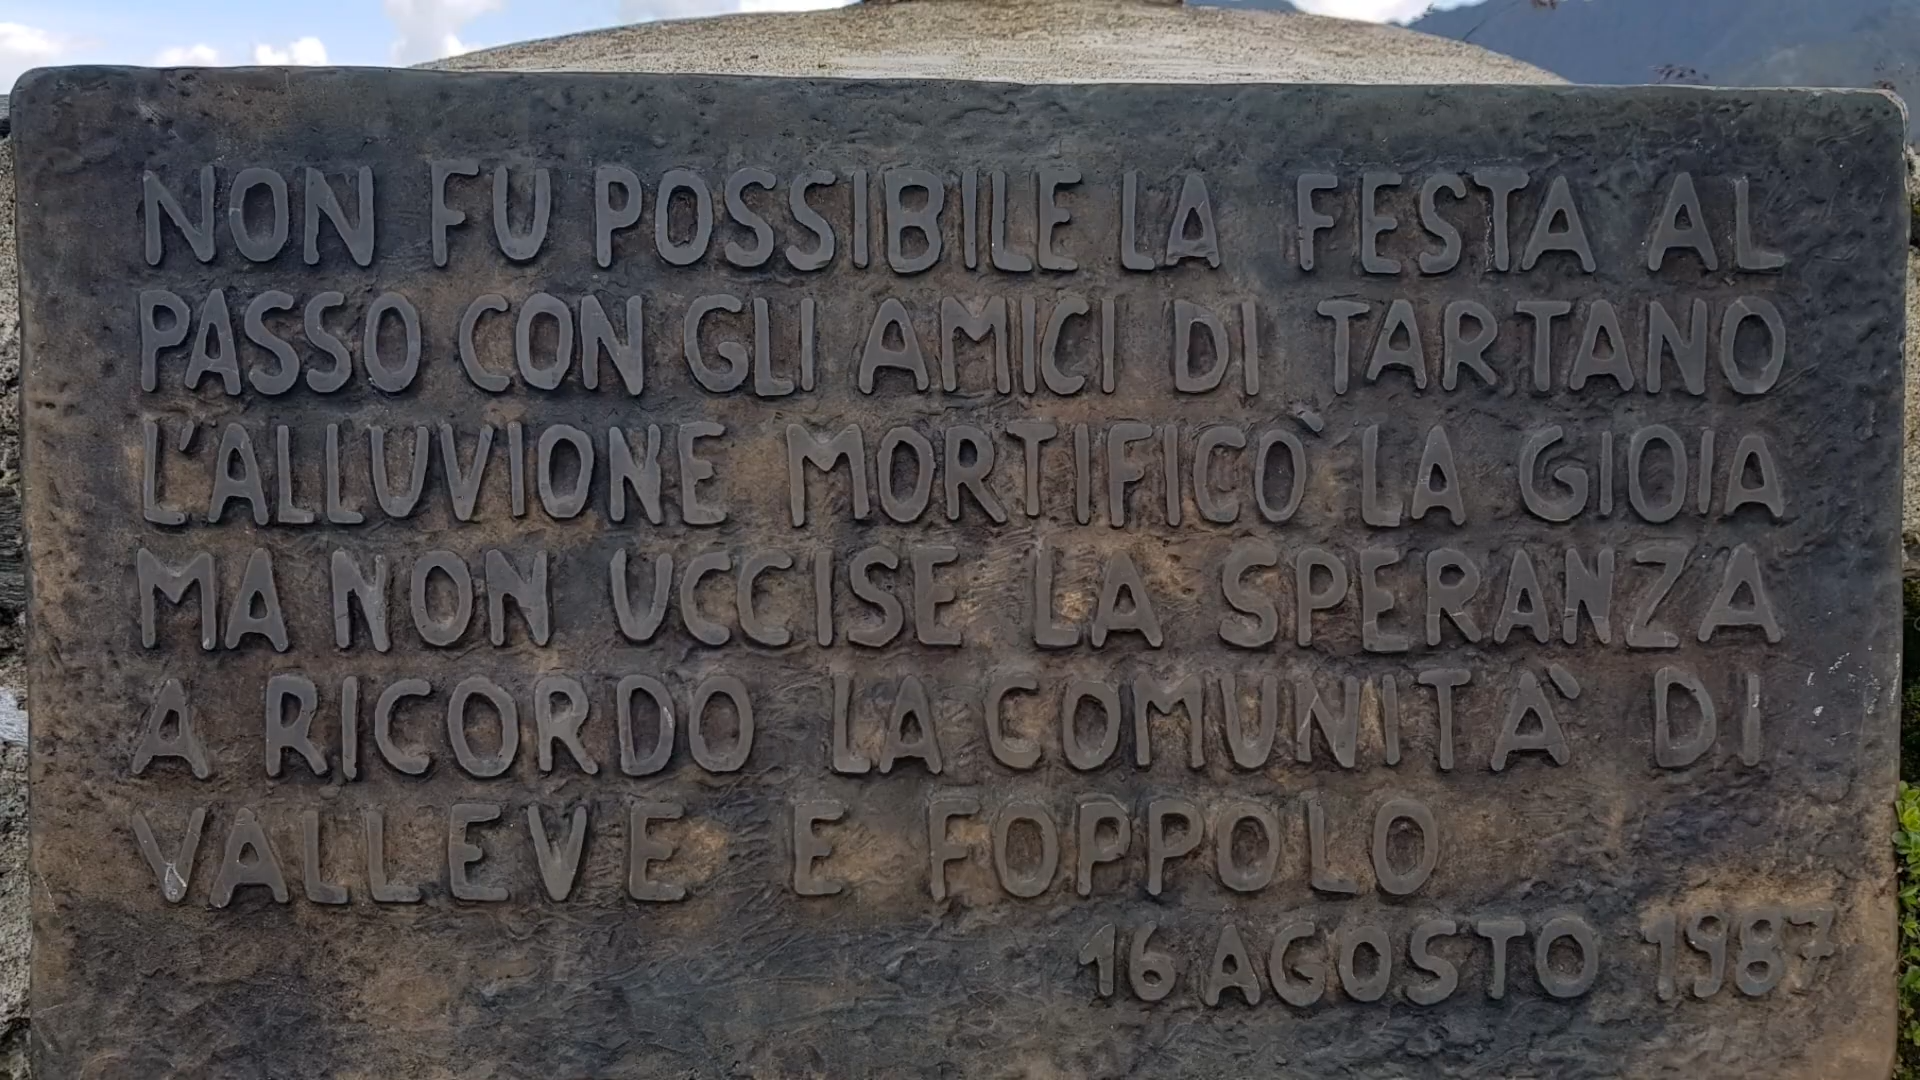 NON FU POSSIBILE LA FESTA AL
PASSO CON GLI AMICI DI TARTANO
L'ALLUVIONE MORTIFICÒ LA GIOIA
MA NON UCCISE LA SPERANZA
A RICORDO LA COMUNITÀ DI
VALLEVE E FOPPOLO
16 AGOSTO 1987